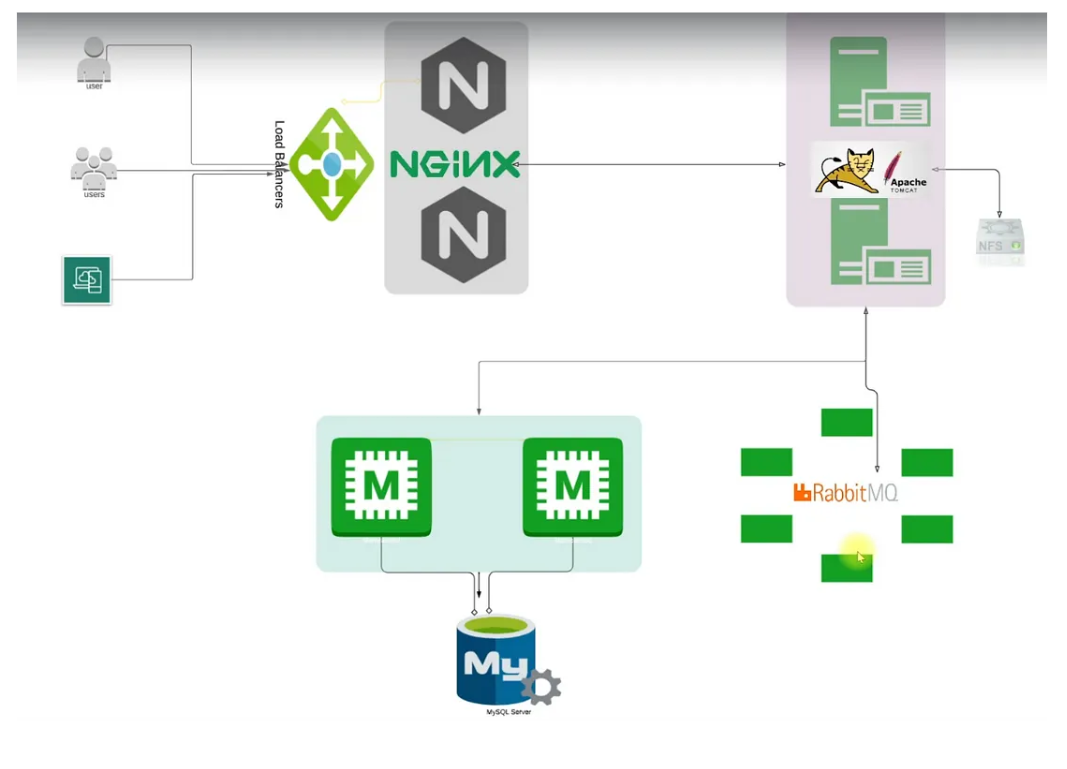 user
users
Load Balancers
N
NGiNX
N
Apache
TOMCAT
NFS
M
M
RabbitMQ
My
MySQL Server